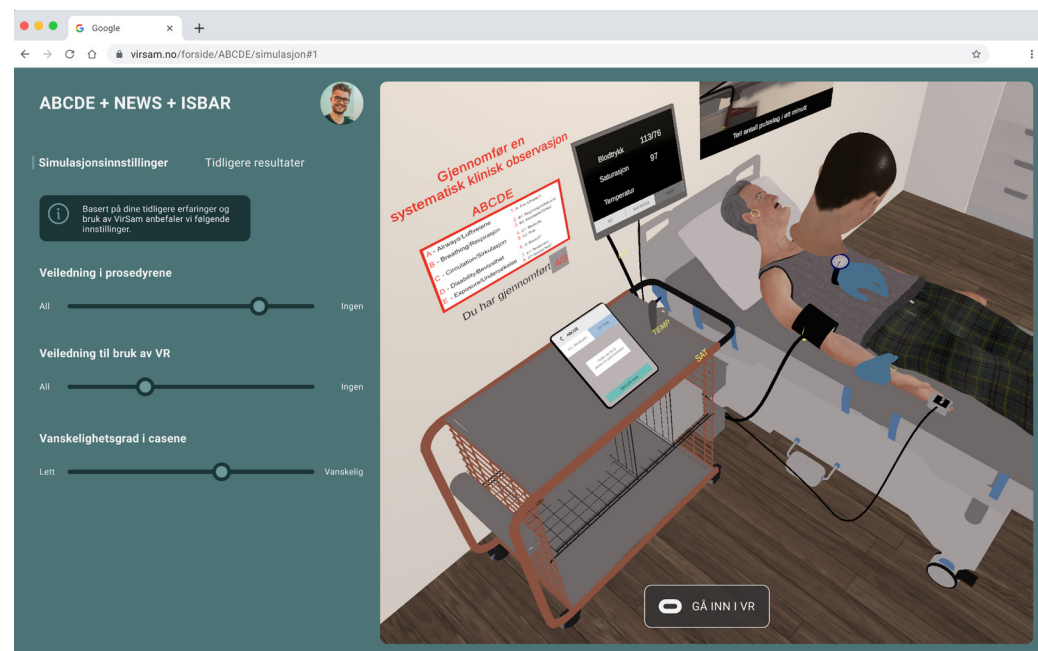 Google
virsam.no/forside/ABCDE/simulasjon#1
ABCDE + NEWS + ISBAR
Simulasjonsinnstillinger
Tidligere resultater
Basert på dine tidligere erfaringer og
bruk av VirSam anbefaler vi følgende
innstillinger.
Veiledning i prosedyrene
All
Ingen
Veiledning til bruk av VR
All
Ingen
Vanskelighetsgrad i casene
Lett
Vanskelig
Gjennomfør en
systematisk klinisk observasjon
ABCDE
A - Airways/Luftveiene
B - Breathing/Respirasjon
C - Circulation/Sirkulasjon
D - Disability/Bevissthet
E - Exposure/Undersøkelse
Du har gjennomført 4/5
Blodtrykk 113/76
Saturasjon 97
Temperatur
Tell antall pulsslag i ett minutt
ABCDE
TEMP
SAT
GÅ INN I VR